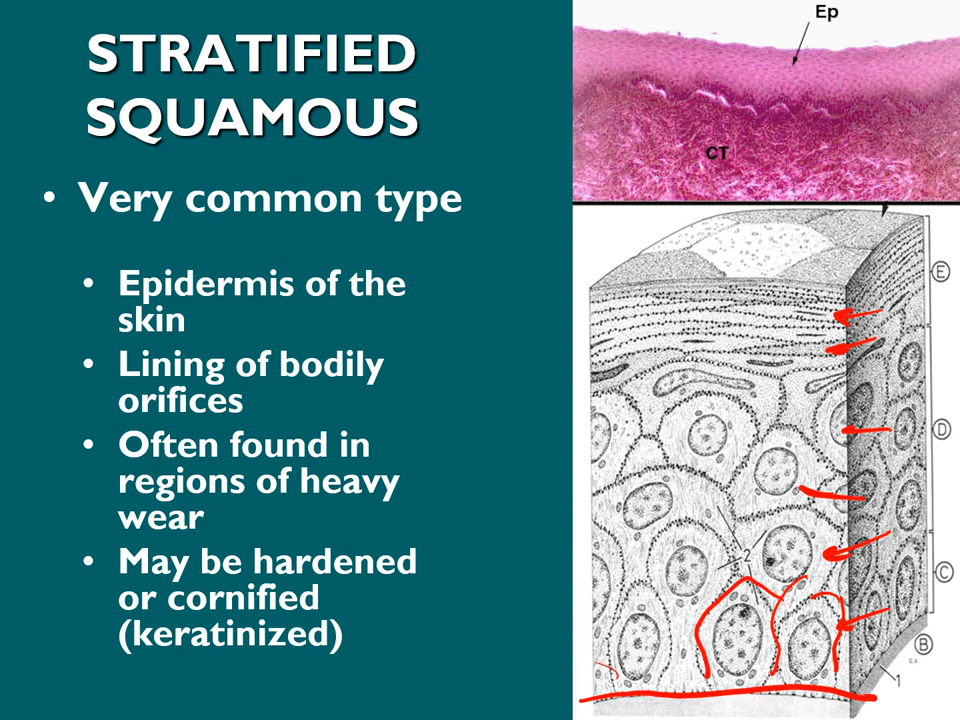 STRATIFIED
SQUAMOUS
• Very common type
• Epidermis of the
skin
• Lining of bodily
orifices
• Often found in
regions of heavy
wear
• May be hardened
or cornified
(keratinized)
Ep
CT
E
D
2
C
B
1